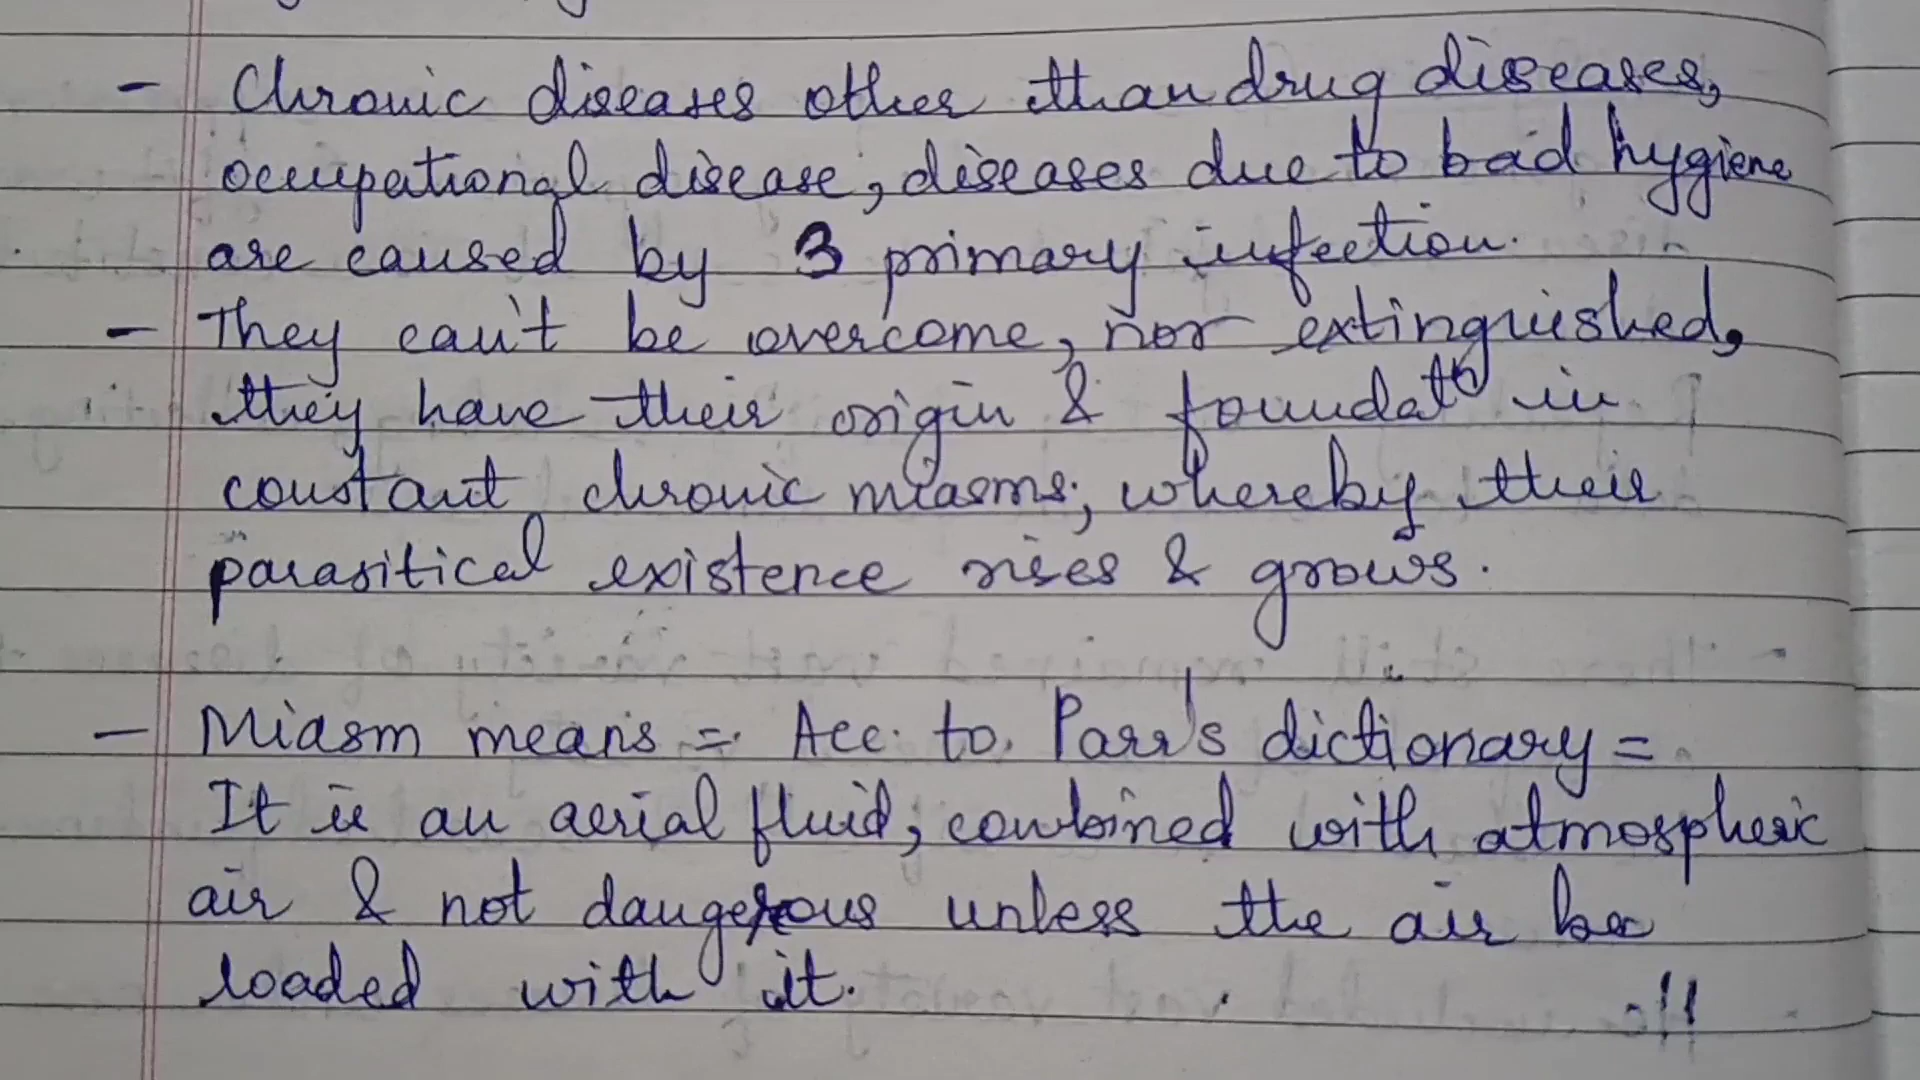 - Chronic diseases other than drug diseases,
occupational disease, diseases due to bad hygiene
are caused by 3 primary infection.
- They can't be overcome, nor extinguished,
they have their origin & foundatn in
constant chronic miasms, whereby their
parasitical existence rises & grows.
- Miasm means = Acc. to Parr's dictionary =
It is an aerial fluid, combined with atmospheric
air & not dangerous unless the air be
loaded with it.